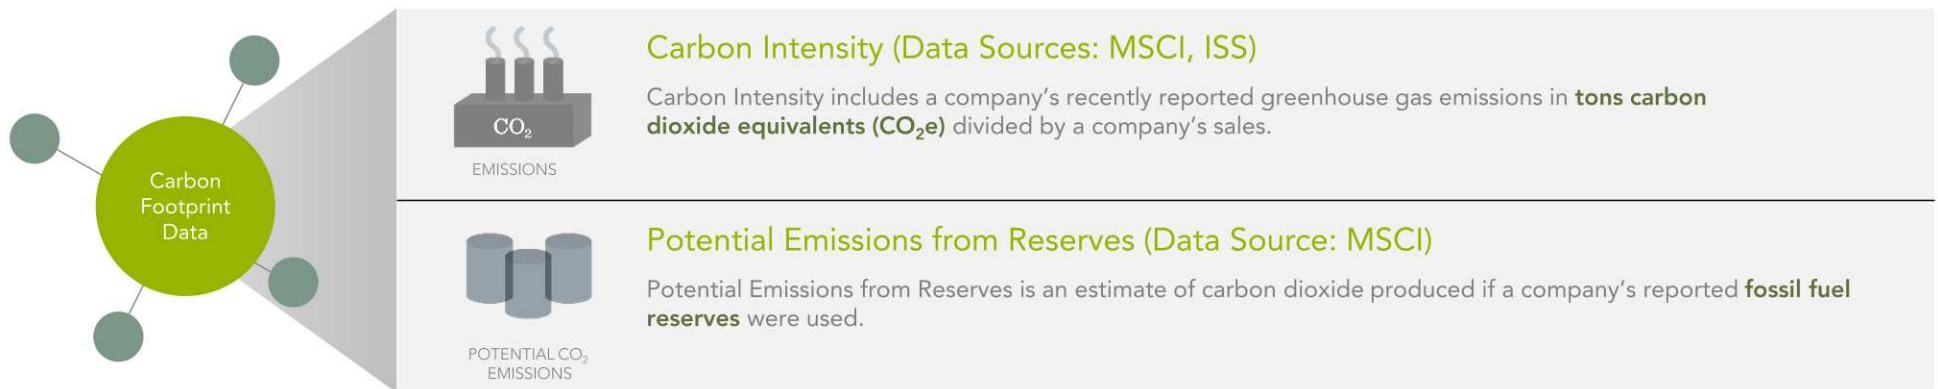 Carbon
Footprint
Data
CO₂
EMISSIONS
Carbon Intensity (Data Sources: MSCI, ISS)
Carbon Intensity includes a company’s recently reported greenhouse gas emissions in tons carbon
dioxide equivalents (CO₂e) divided by a company’s sales.
POTENTIAL CO₂
EMISSIONS
Potential Emissions from Reserves (Data Source: MSCI)
Potential Emissions from Reserves is an estimate of carbon dioxide produced if a company’s reported fossil fuel
reserves were used.